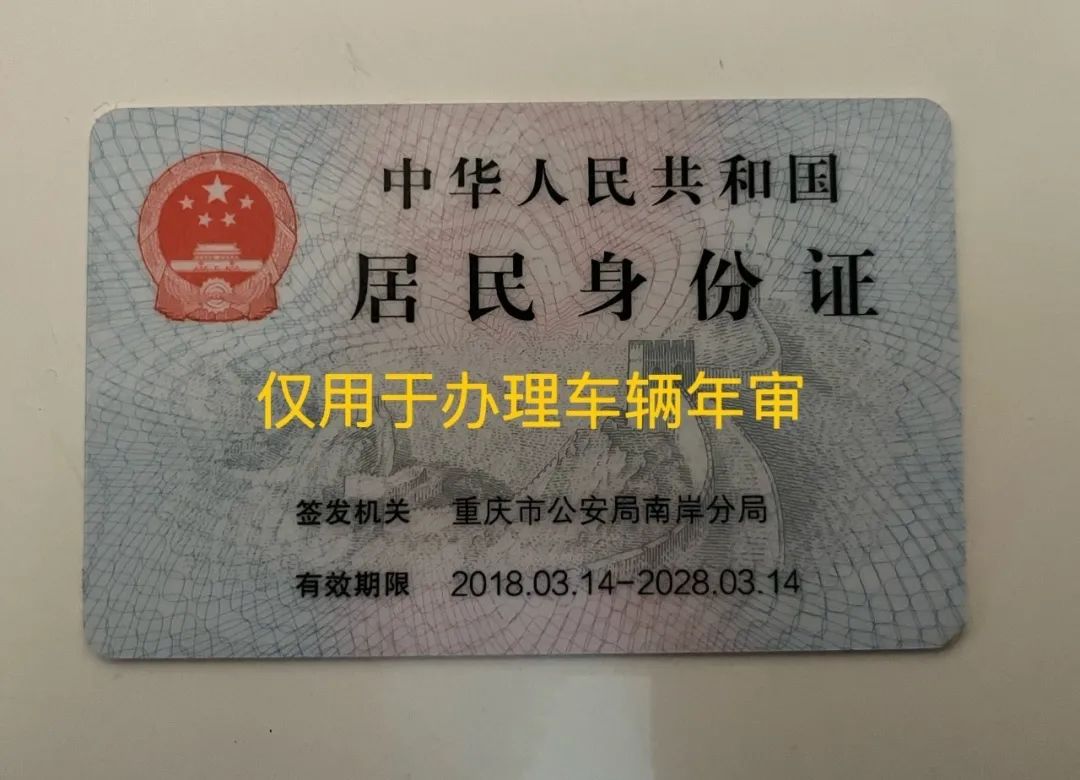 中华人民共和国
居民身份证
仅用于办理车辆年审
签发机关 重庆市公安局南岸分局
有效期限 2018.03.14-2028.03.14